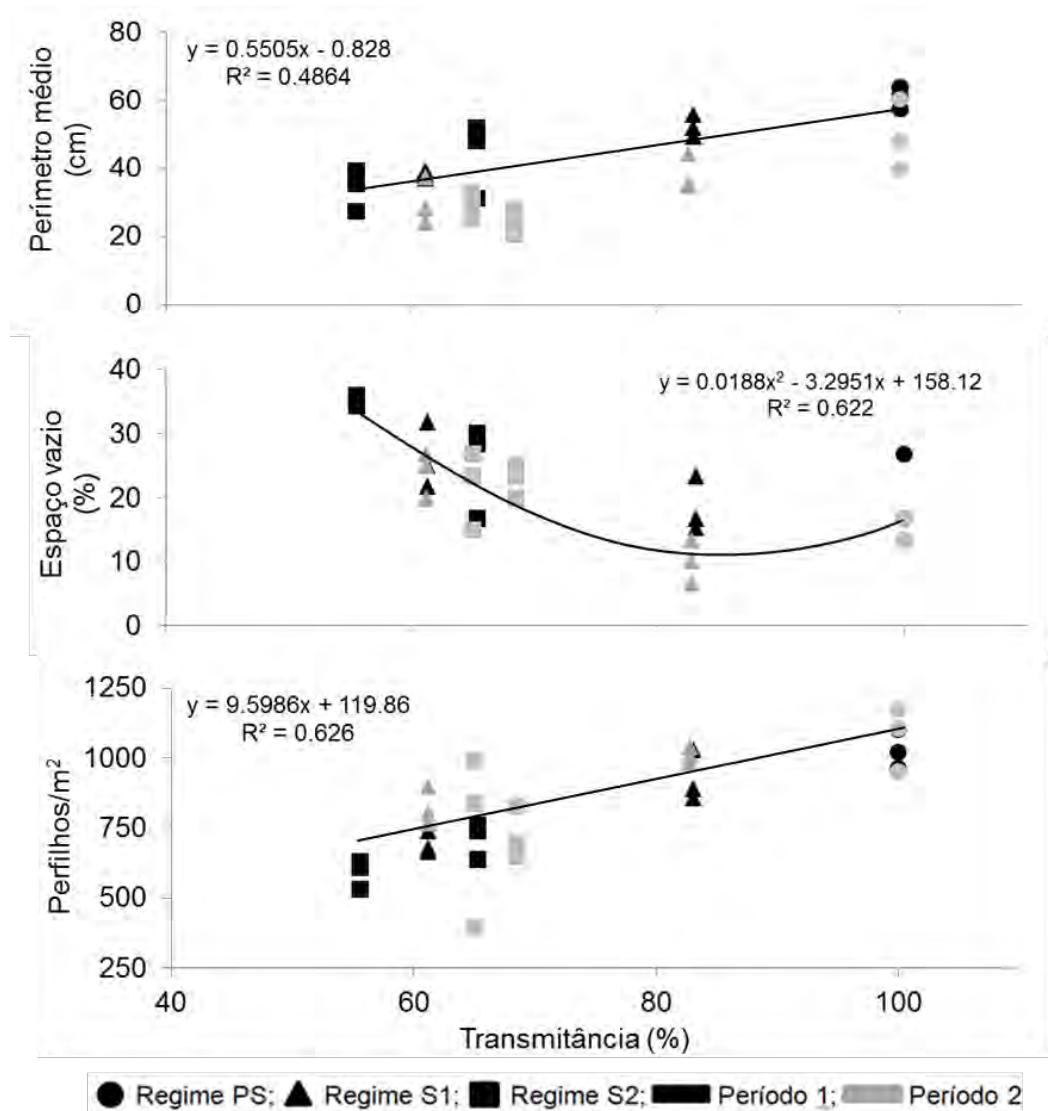 80
60
40
20
0
Perímetro médio
(cm)
y = 0.5505x - 0.828
R² = 0.4864
40
30
20
10
0
Espaço vazio
(%)
y = 0.0188x² - 3.2951x + 158.12
R² = 0.622
1250
1000
750
500
250
Perfilhos/m²
y = 9.5986x + 119.86
R² = 0.626
40 60 80 100
Transmitância (%)
Regime PS; Regime S1; Regime S2; Período 1; Período 2